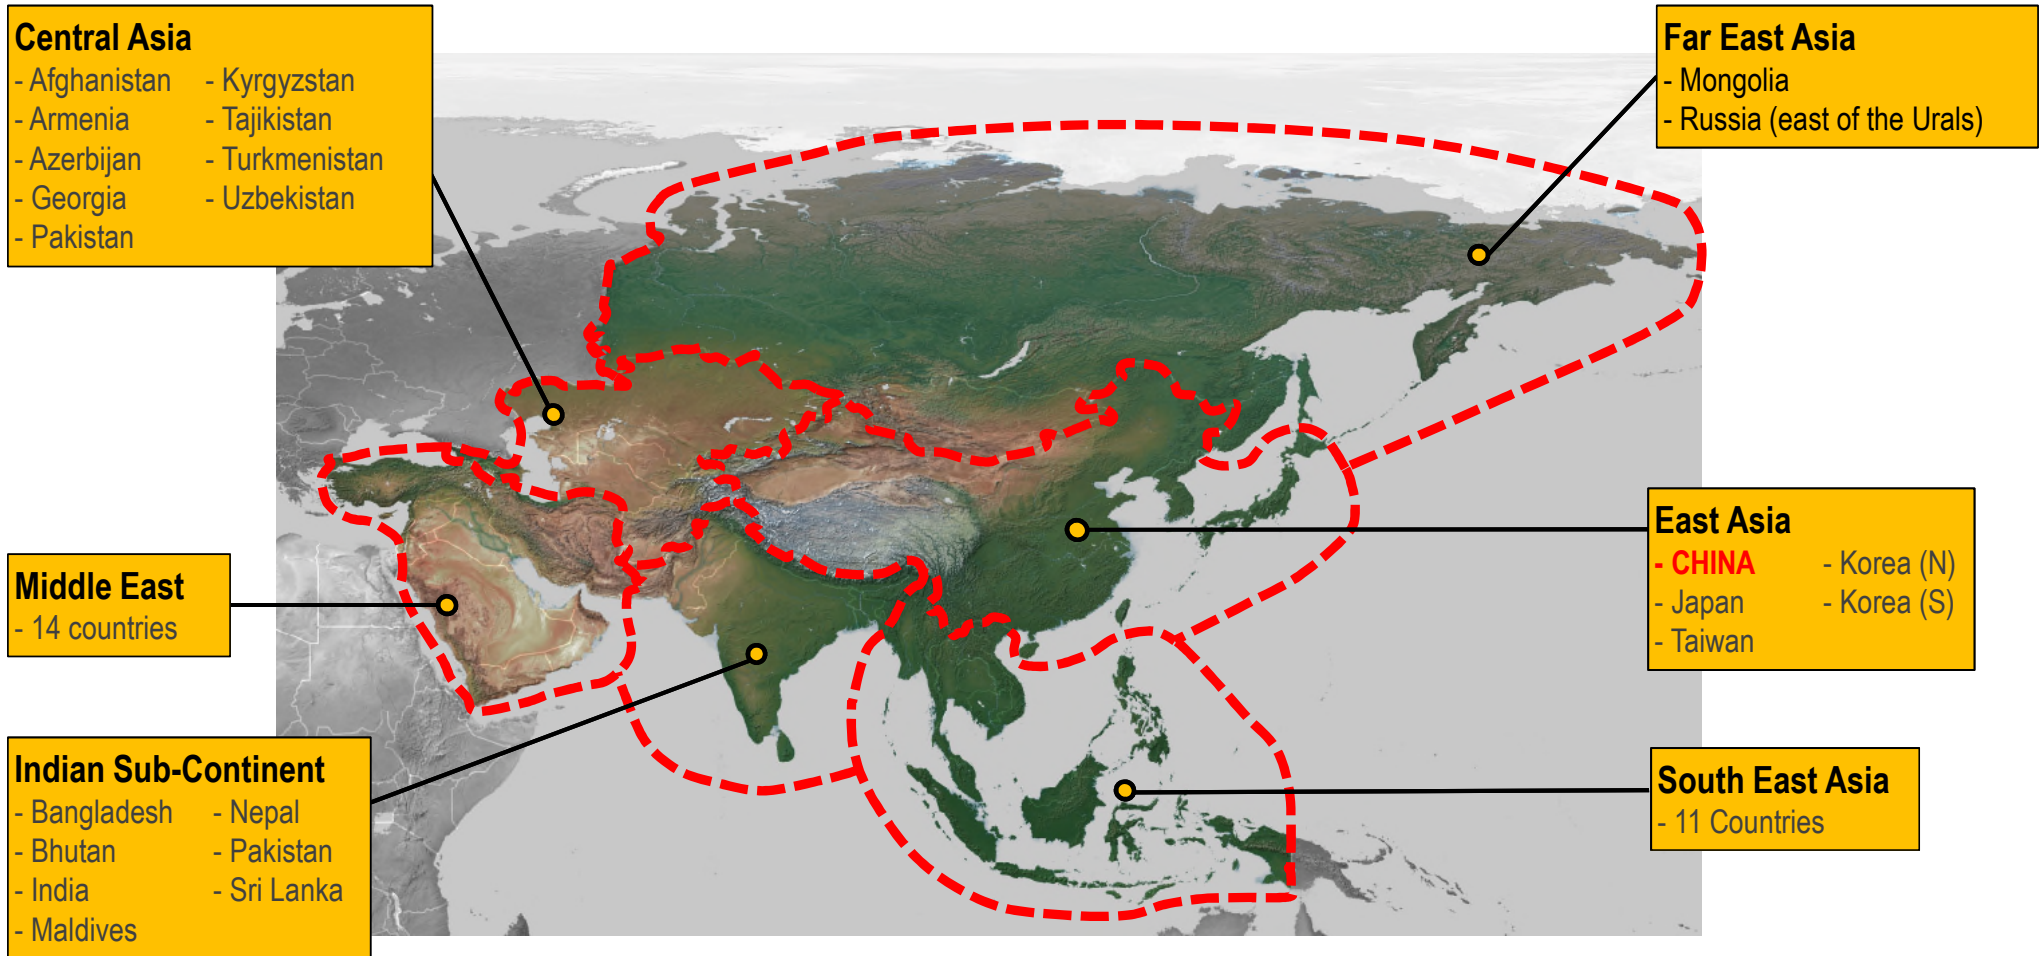 Central Asia
- Afghanistan - Kyrgyzstan
- Armenia - Tajikistan
- Azerbijan - Turkmenistan
- Georgia - Uzbekistan
- Pakistan
Far East Asia
- Mongolia
- Russia (east of the Urals)
Middle East
- 14 countries
East Asia
- CHINA - Korea (N)
- Japan - Korea (S)
- Taiwan
Indian Sub-Continent
- Bangladesh - Nepal
- Bhutan - Pakistan
- India - Sri Lanka
- Maldives
South East Asia
- 11 Countries